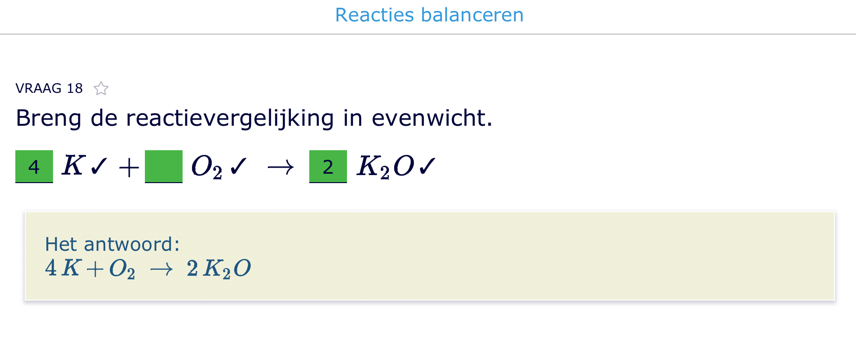 Reacties balanceren
VRAAG 18
Breng de reactievergelijking in evenwicht.
4 K ✓ + O₂ ✓ → 2 K₂O ✓
Het antwoord:
4 K + O₂ → 2 K₂O